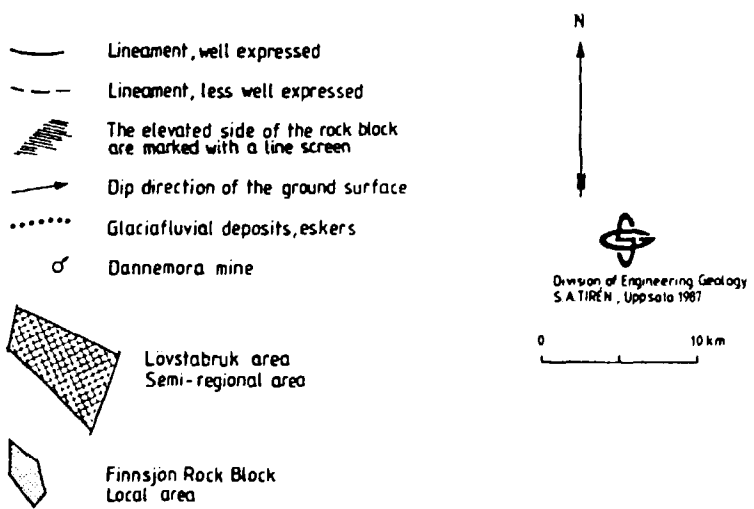 Lineament, well expressed
Lineament, less well expressed
The elevated side of the rock block
are marked with a line screen
Dip direction of the ground surface
Glaciafluvial deposits, eskers
Dannemora mine
Lövstabruk area
Semi-regional area
Finnsjön Rock Block
Local area
N
Division of Engineering Geology
S.A.TIRÉN, Uppsala 1987
0 10 km